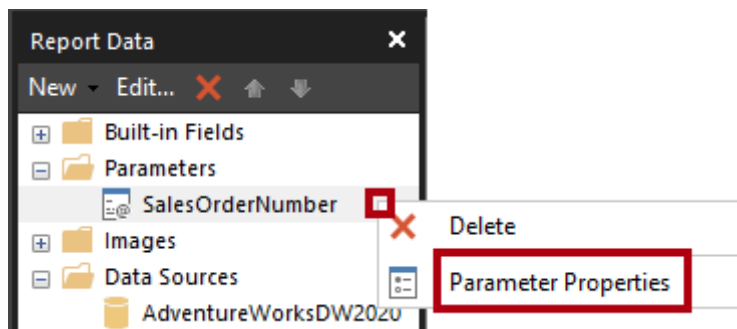 Report Data
New Edit...
Built-in Fields
Parameters
SalesOrderNumber
Delete
Images
Parameter Properties
Data Sources
AdventureWorksDW2020